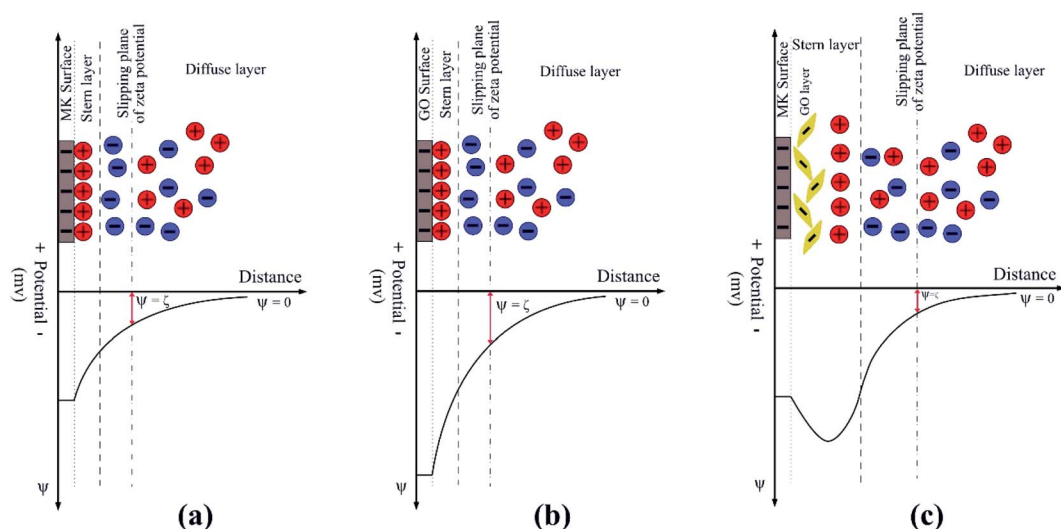 MK Surface
Stern layer
Slipping plane
of zeta potential
Diffuse layer
+ Potential -
(mv)
Distance
ψ = ζ
ψ = 0
ψ
(a)
GO Surface
Stern layer
Slipping plane
of zeta potential
Diffuse layer
+ Potential -
(mv)
Distance
ψ = ζ
ψ = 0
ψ
(b)
MK Surface
Stern layer
GO layer
Slipping plane
of zeta potential
Diffuse layer
+ Potential -
(mv)
Distance
ψ=ζ
ψ = 0
ψ
(c)